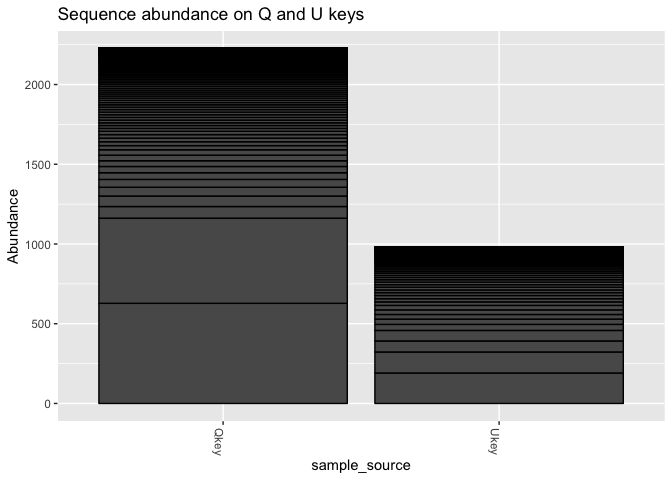 Sequence abundance on Q and U keys
Abundance
2000
1500
1000
500
0
Qkey
Ukey
sample_source